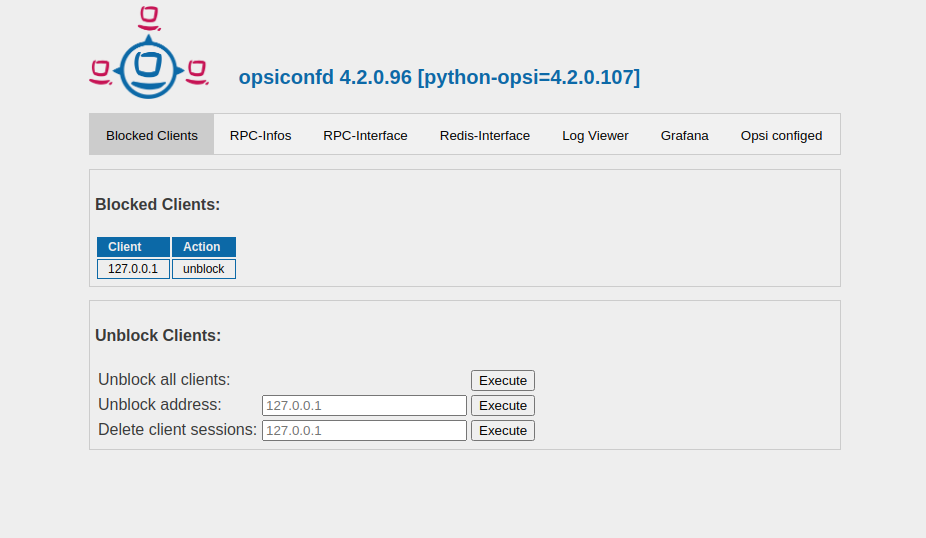 opsiconfd 4.2.0.96 [python-opsi=4.2.0.107]
Blocked Clients RPC-Infos RPC-Interface Redis-Interface Log Viewer Grafana Opsi configed
Blocked Clients:
Client Action
127.0.0.1 unblock
Unblock Clients:
Unblock all clients: Execute
Unblock address: 127.0.0.1 Execute
Delete client sessions: 127.0.0.1 Execute